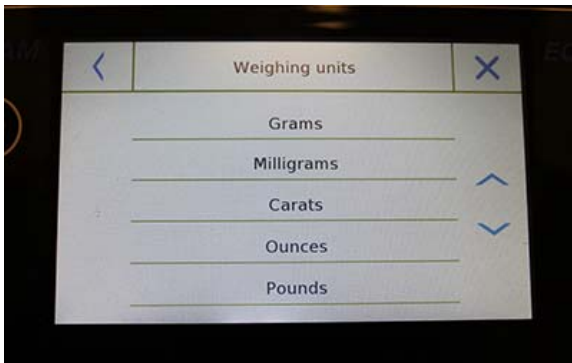 Weighing units
Grams
Milligrams
Carats
Ounces
Pounds